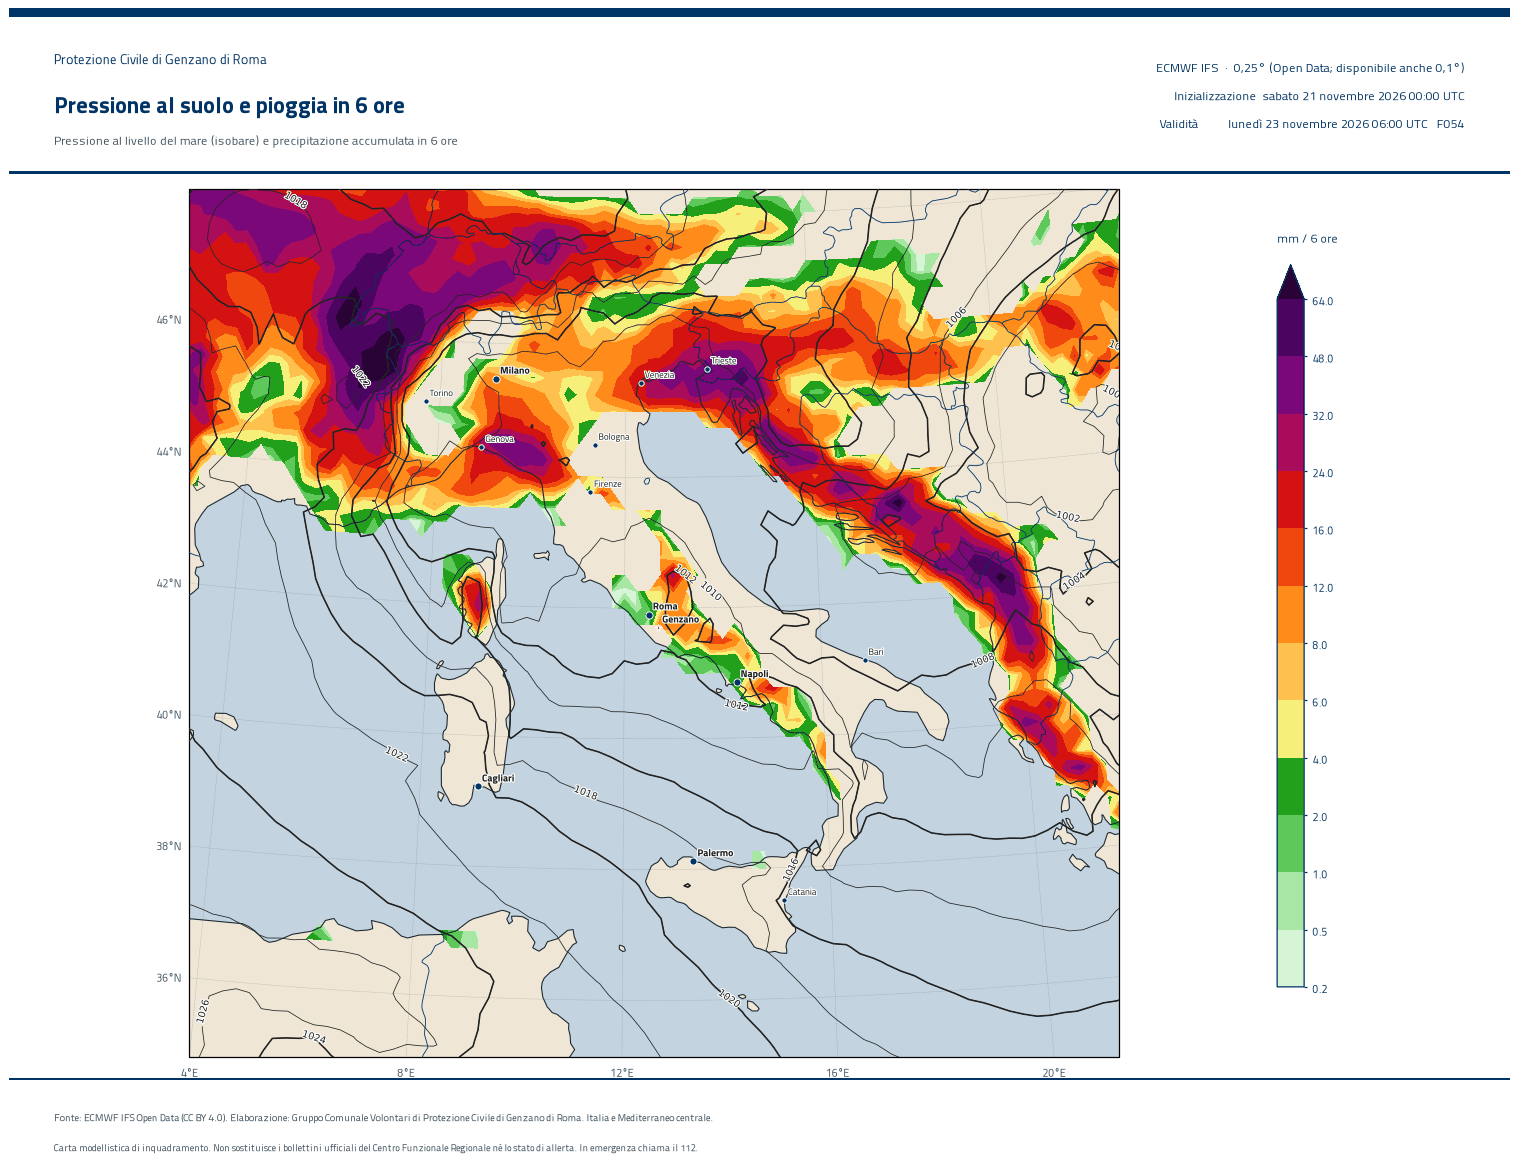 Protezione Civile di Genzano di Roma
Pressione al suolo e pioggia in 6 ore
Pressione al livello del mare (isobare) e precipitazione accumulata in 6 ore
ECMWF IFS · 0,25° (Open Data; disponibile anche 0,1°)
Inizializzazione sabato 21 novembre 2026 00:00 UTC
Validità lunedì 23 novembre 2026 06:00 UTC F054
mm / 6 ore
64.0
48.0
32.0
24.0
16.0
12.0
8.0
6.0
4.0
2.0
1.0
0.5
0.2
46°N
44°N
42°N
40°N
38°N
36°N
4°E
8°E
12°E
16°E
20°E
1018
1006
1022
Trieste
Venezia
Milano
Torino
Genova
Bologna
Firenze
1002
1004
1012
1010
Roma
Genzano
Bari
1008
Napoli
1012
1022
Cagliari
1018
Palermo
1016
Catania
1020
1026
1024
Fonte: ECMWF IFS Open Data (CC BY 4.0). Elaborazione: Gruppo Comunale Volontari di Protezione Civile di Genzano di Roma. Italia e Mediterraneo centrale.
Carta modellistica di inquadramento. Non sostituisce i bollettini ufficiali del Centro Funzionale Regionale né lo stato di allerta. In emergenza chiama il 112.